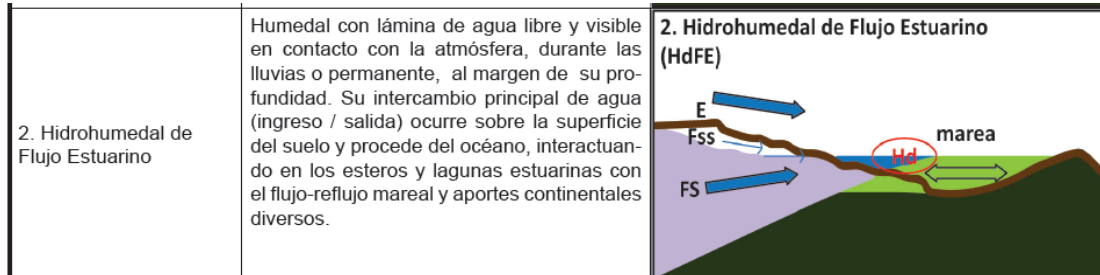 2. Hidrohumedal de
Flujo Estuarino
Humedal con lámina de agua libre y visible
en contacto con la atmósfera, durante las
lluvias o permanente, al margen de su pro-
fundidad. Su intercambio principal de agua
(ingreso / salida) ocurre sobre la superficie
del suelo y procede del océano, interactuan-
do en los esteros y lagunas estuarinas con
el flujo-reflujo mareal y aportes continentales
diversos.
2. Hidrohumedal de Flujo Estuarino
(HdFE)
E
Fss
marea
Hd
FS